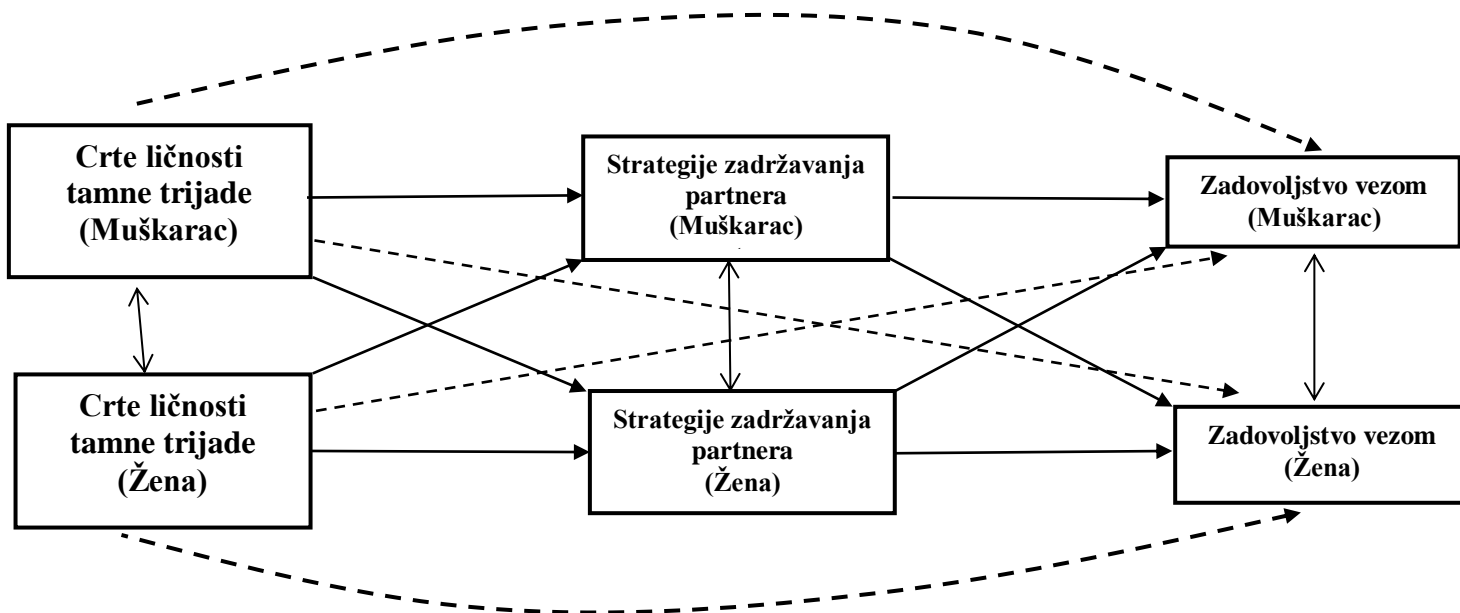 Crte ličnosti
tamne trijade
(Muškarac)
Strategije zadržavanja
partnera
(Muškarac)
Zadovoljstvo vezom
(Muškarac)
Crte ličnosti
tamne trijade
(Žena)
Strategije zadržavanja
partnera
(Žena)
Zadovoljstvo vezom
(Žena)